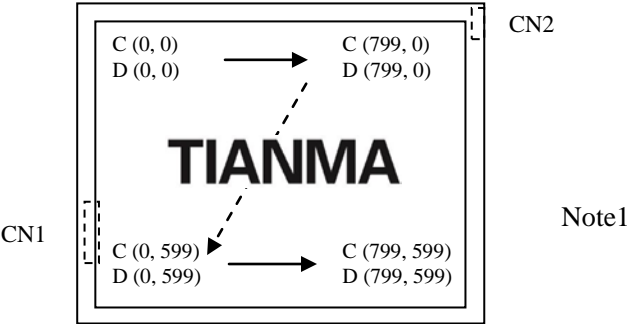 CN2
C (0, 0) C (799, 0)
D (0, 0) D (799, 0)
TIANMA
Note1
CN1
C (0, 599) C (799, 599)
D (0, 599) D (799, 599)